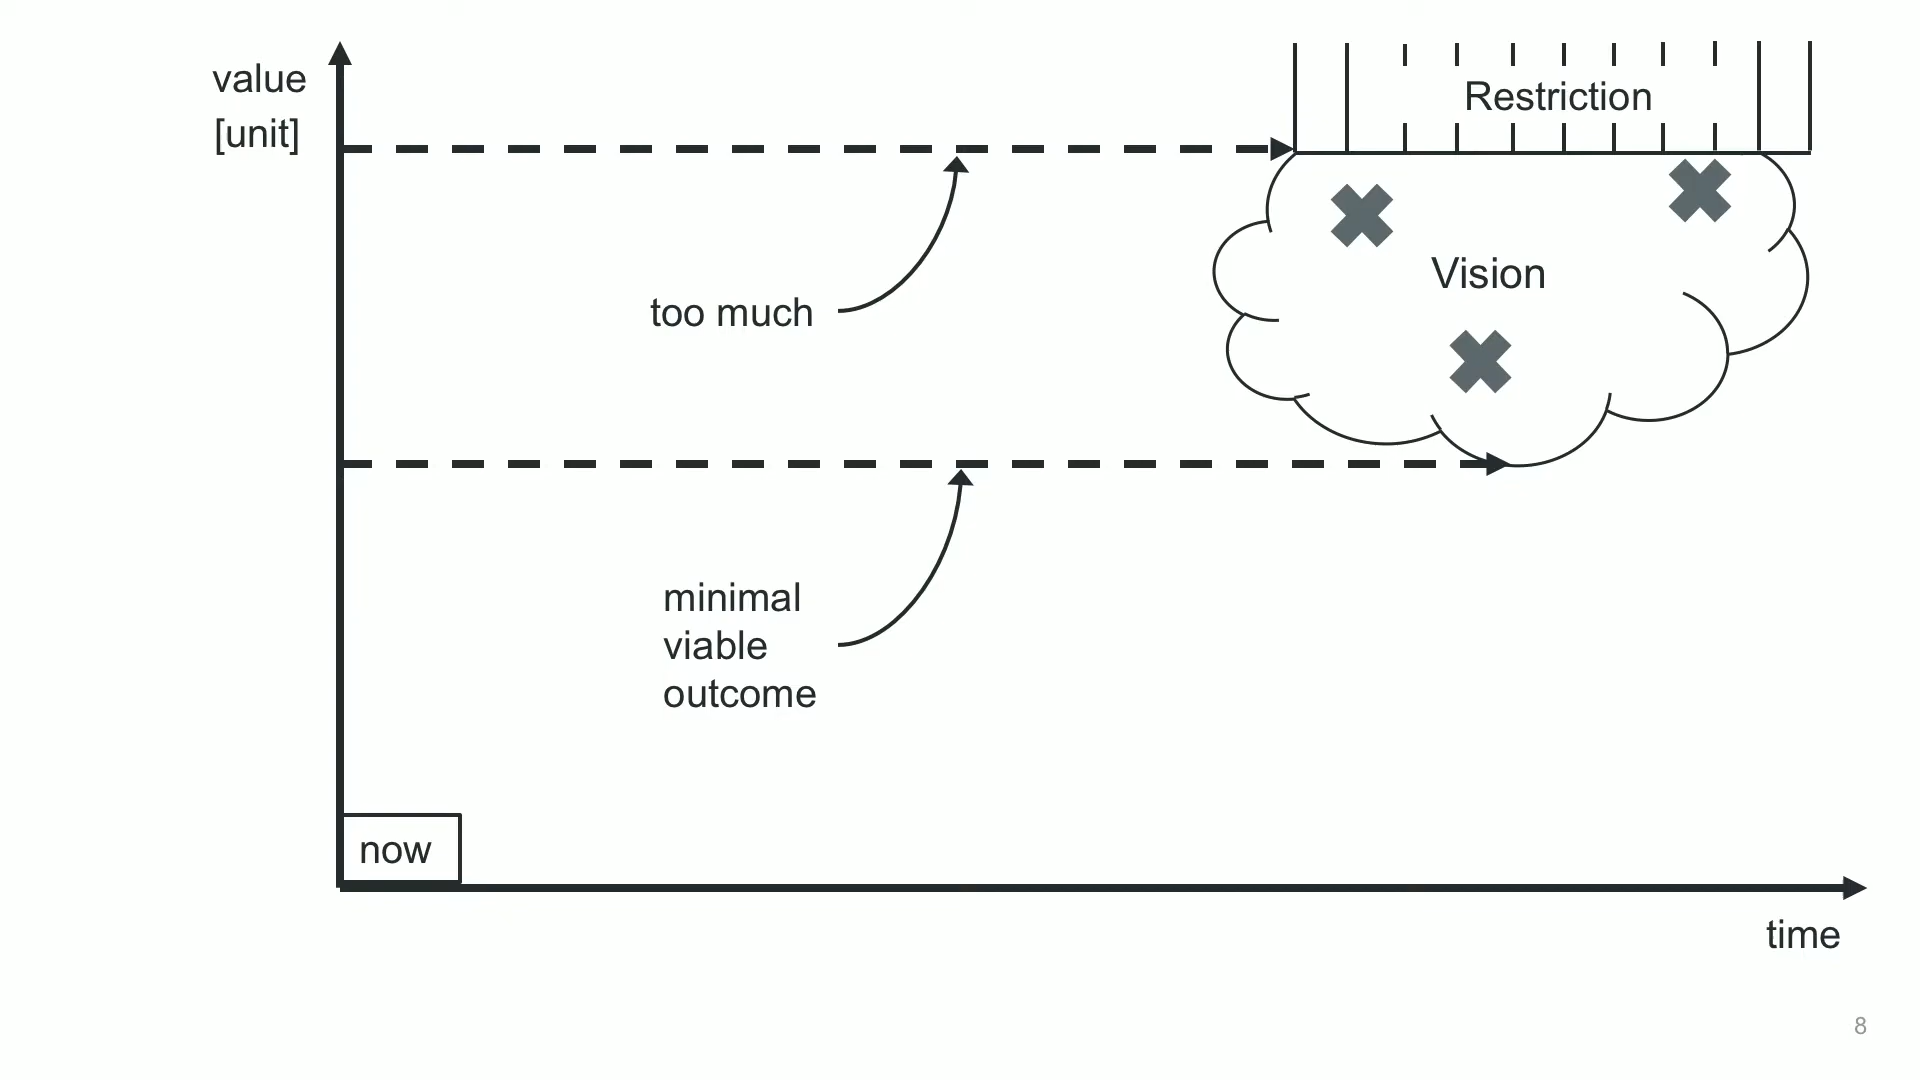 value
[unit]
Restriction
Vision
too much
minimal
viable
outcome
now
time
8